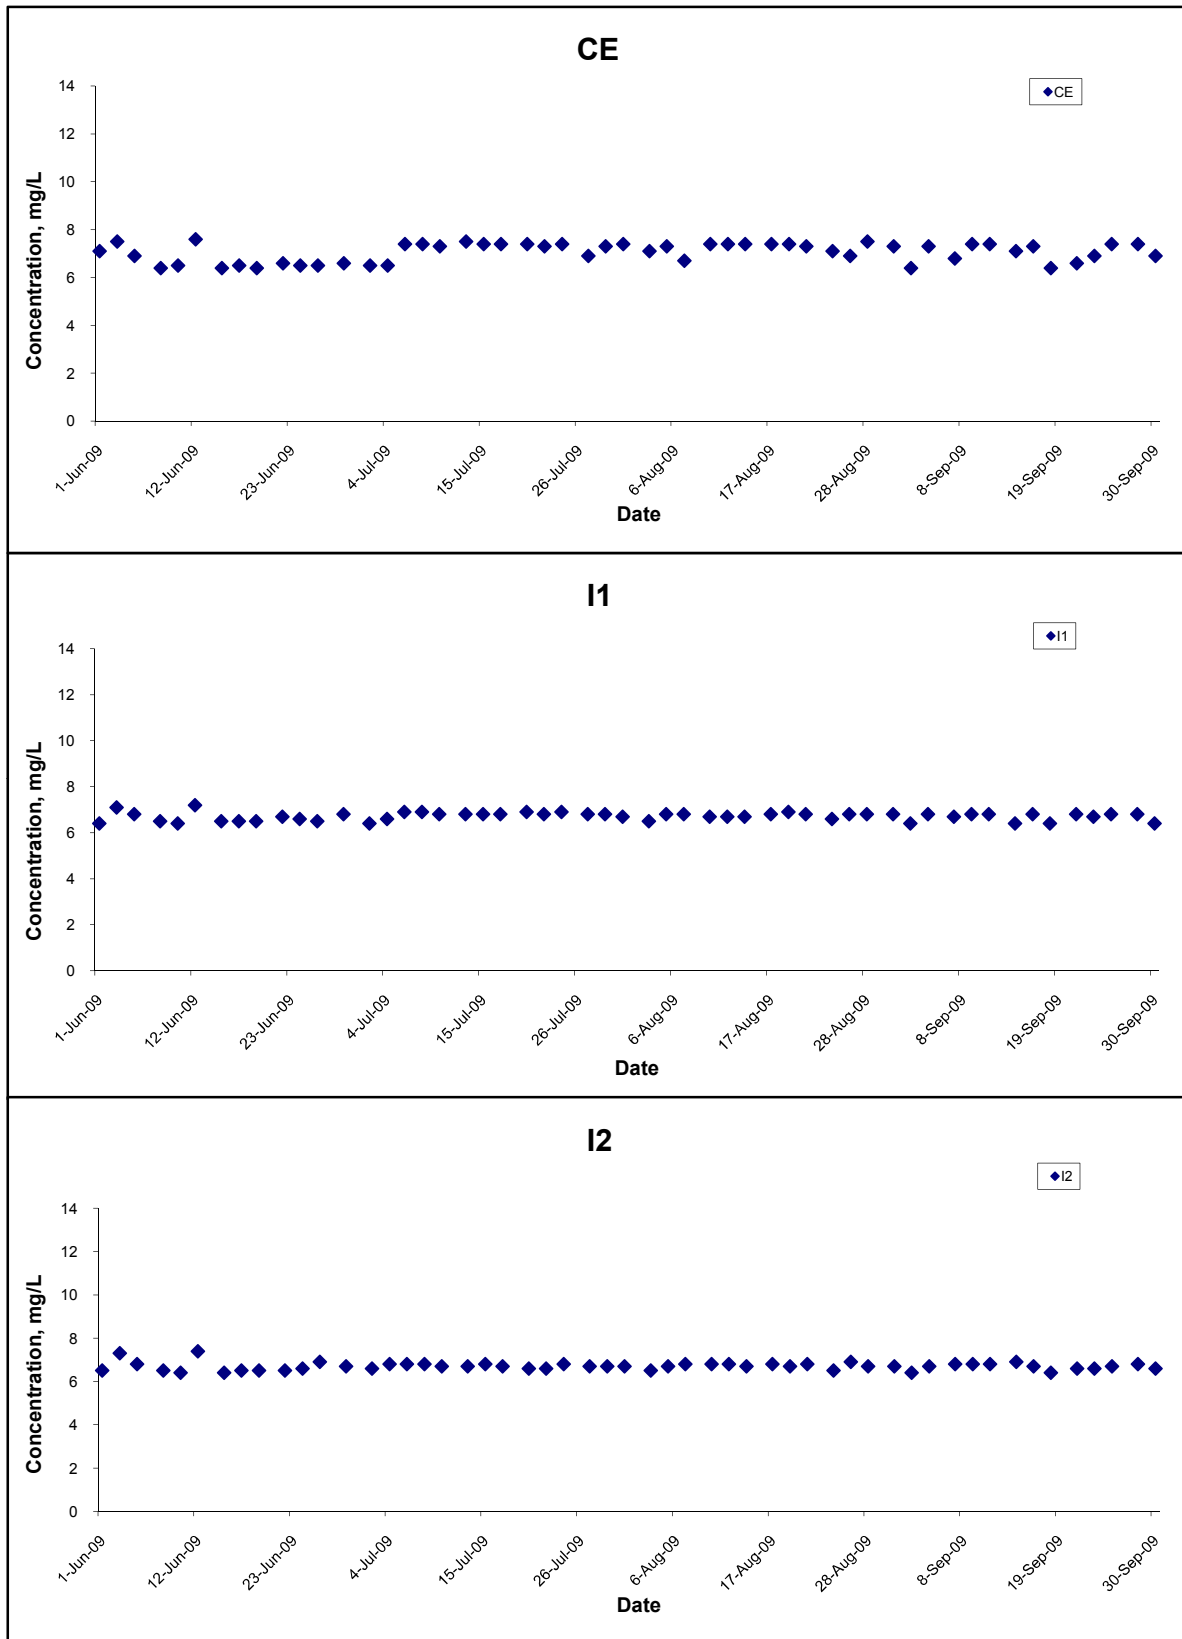 CE
CE
14
12
10
8
6
4
2
0
Concentration, mg/L
1-Jun-09
12-Jun-09
23-Jun-09
4-Jul-09
15-Jul-09
26-Jul-09
6-Aug-09
17-Aug-09
28-Aug-09
8-Sep-09
19-Sep-09
30-Sep-09
Date
I1
I1
14
12
10
8
6
4
2
0
Concentration, mg/L
1-Jun-09
12-Jun-09
23-Jun-09
4-Jul-09
15-Jul-09
26-Jul-09
6-Aug-09
17-Aug-09
28-Aug-09
8-Sep-09
19-Sep-09
30-Sep-09
Date
I2
I2
14
12
10
8
6
4
2
0
Concentration, mg/L
1-Jun-09
12-Jun-09
23-Jun-09
4-Jul-09
15-Jul-09
26-Jul-09
6-Aug-09
17-Aug-09
28-Aug-09
8-Sep-09
19-Sep-09
30-Sep-09
Date